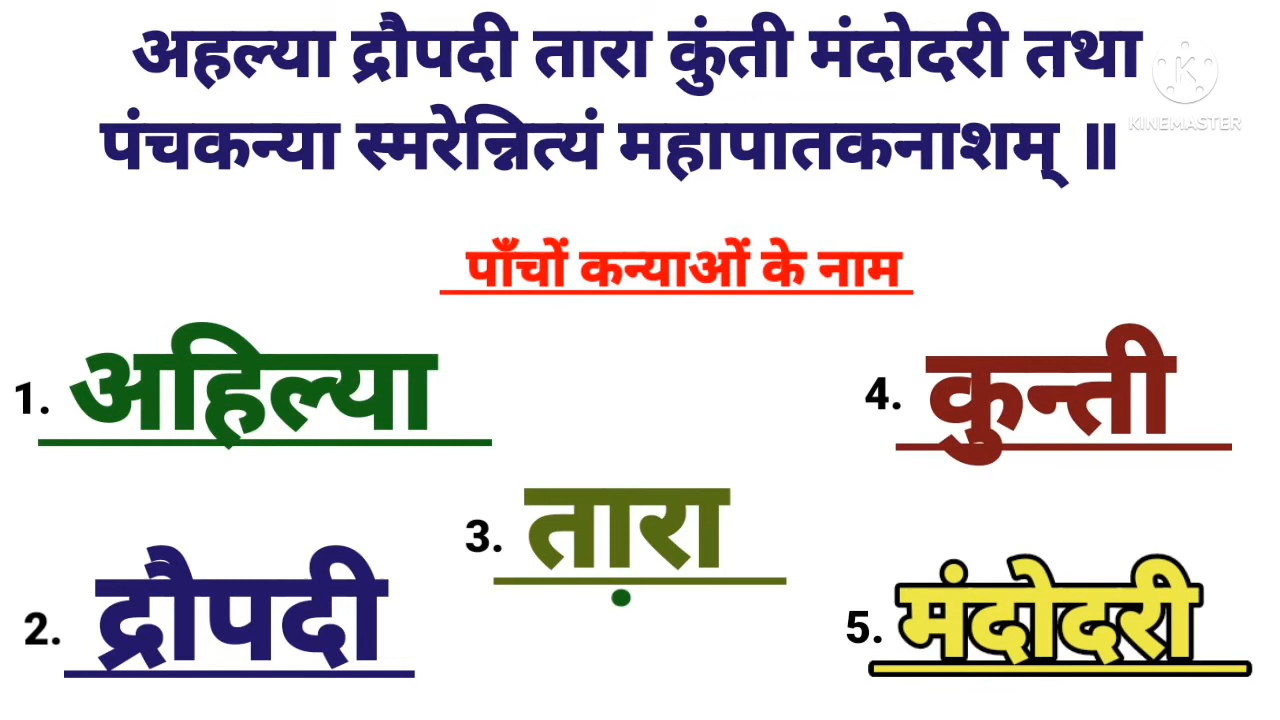 अहल्या द्रौपदी तारा कुंती मंदोदरी तथा
पंचकन्या स्मरेन्नित्यं महापातकनाशम् ॥
K
KINEMASTER
पाँचों कन्याओं के नाम
1. अहिल्या
2. द्रौपदी
3. तारा
4. कुन्ती
5. मंदोदरी